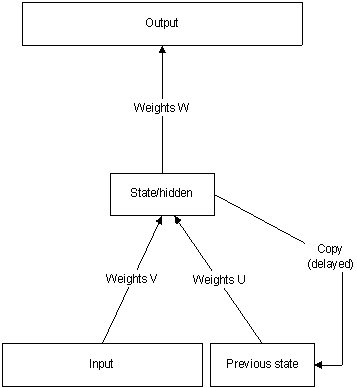 Output
Weights W
State/hidden
Copy
(delayed)
Weights V
Weights U
Input
Previous state